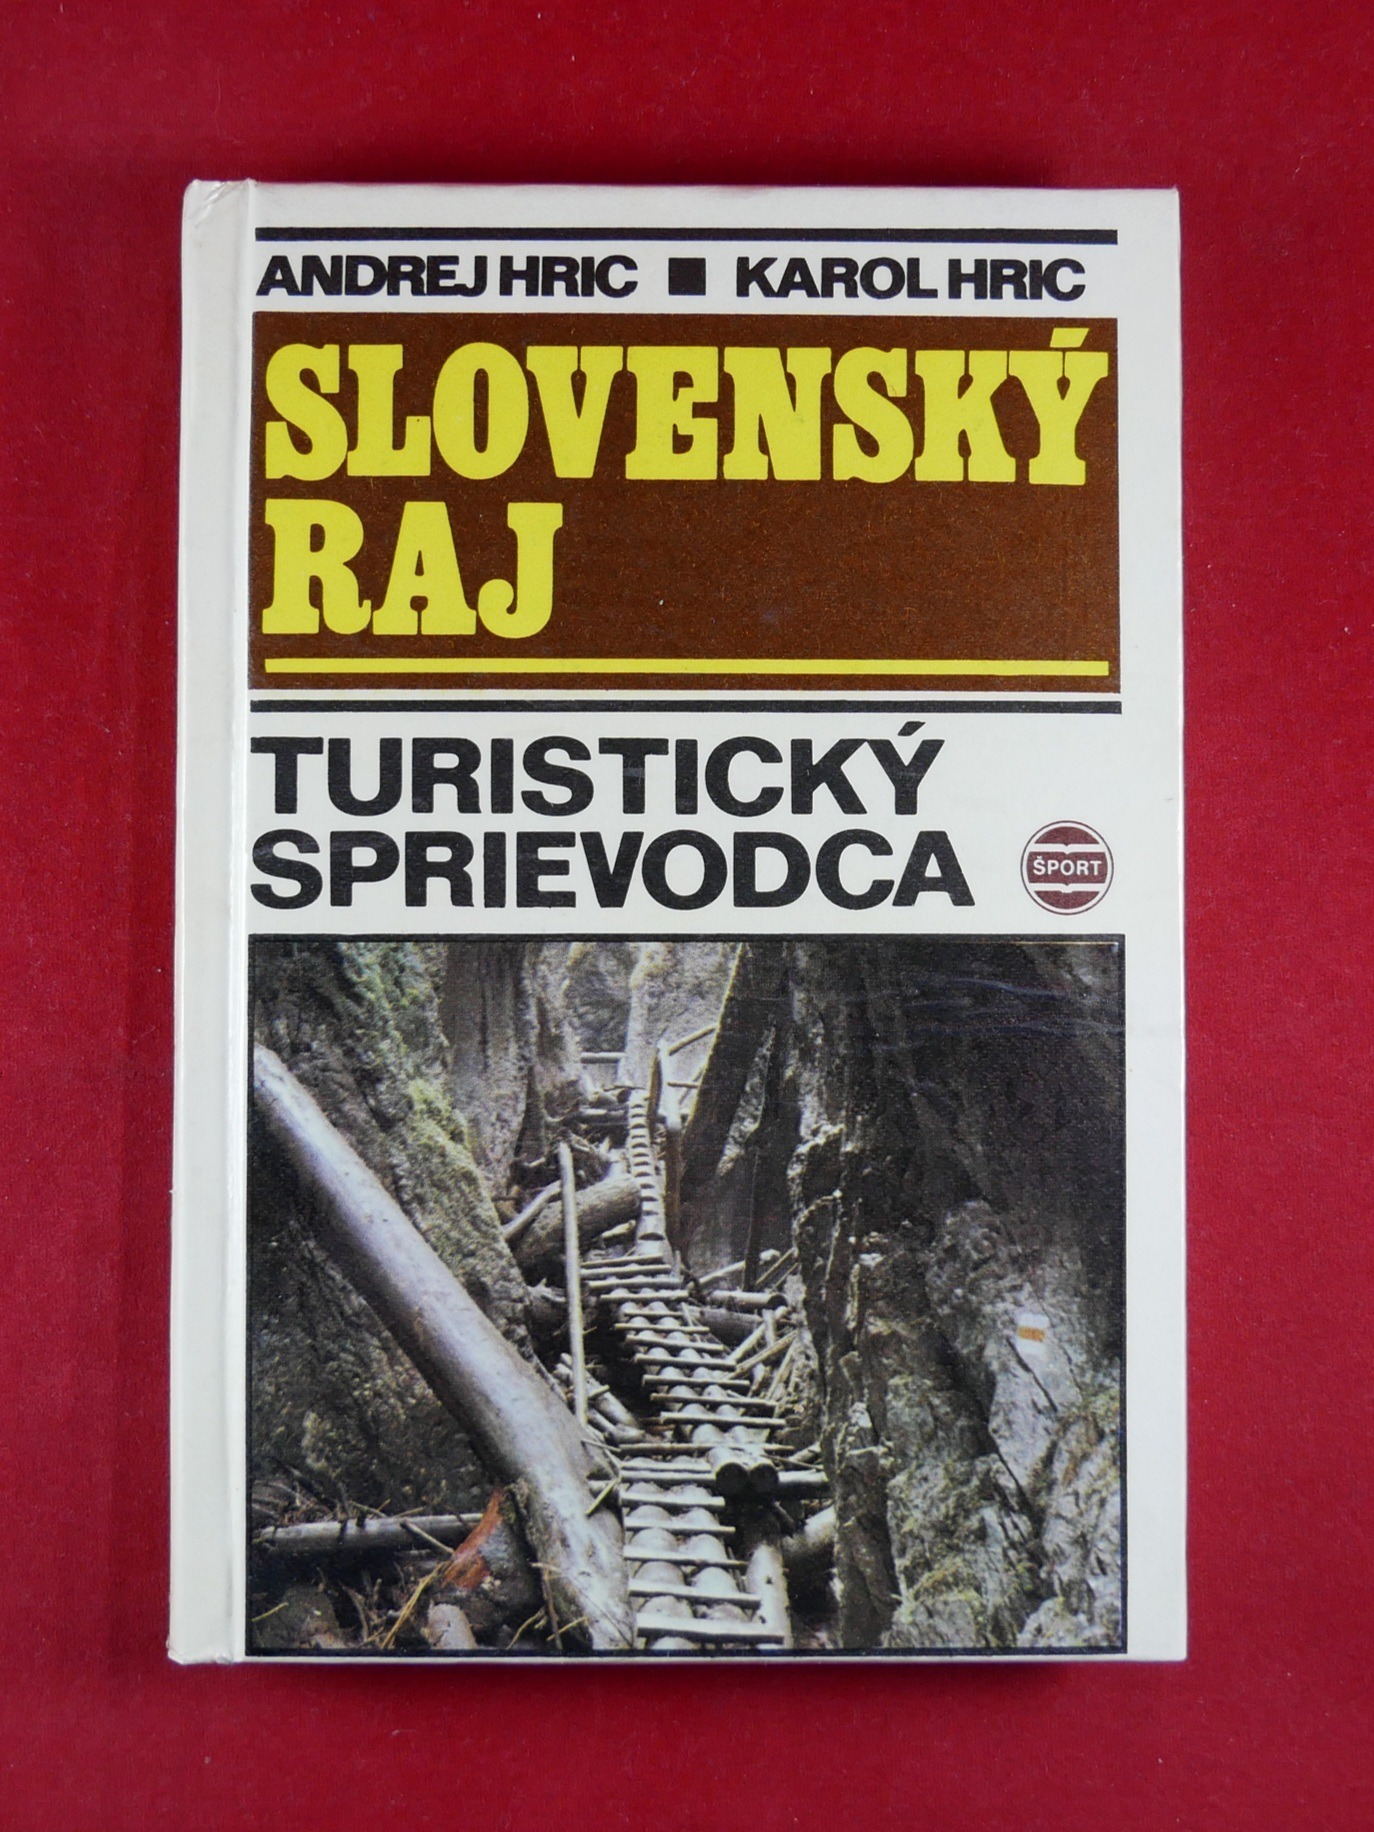 ANDREJ HRIC ■ KAROL HRIC
SLOVENSKÝ
RAJ
TURISTICKÝ
SPRIEVODCA
ŠPORT